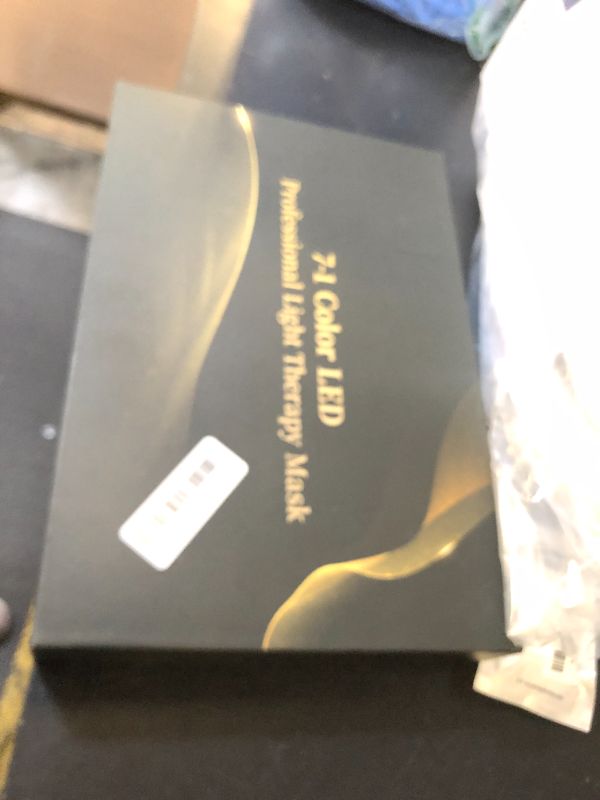 7-1 Color LED
Professional Light Therapy Mask